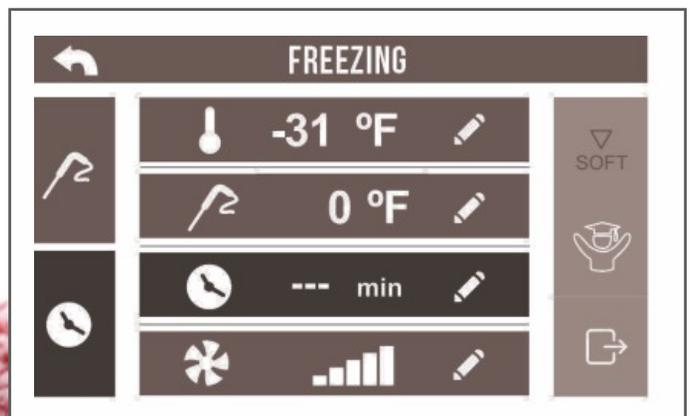 FREEZING
-31 ºF
SOFT
0 ºF
--- min